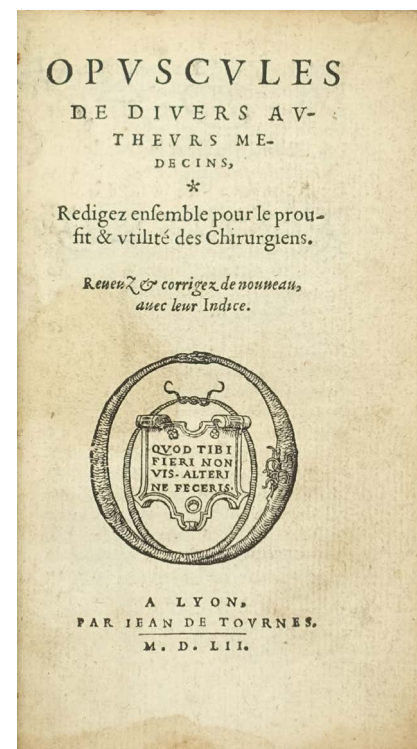 OPVSCVLES
DE DIVERS AV-
THEVRS ME-
DECINS,
*
Redigez ensemble pour le prou-
fit & vtilité des Chirurgiens.
Reueuz & corrigez de nouueau,
auec leur Indice.
QVOD TIBI
FIERI NON
VIS· ALTERI
NE FECERIS·
A LYON,
PAR IEAN DE TOVRNES.
M. D. LII.